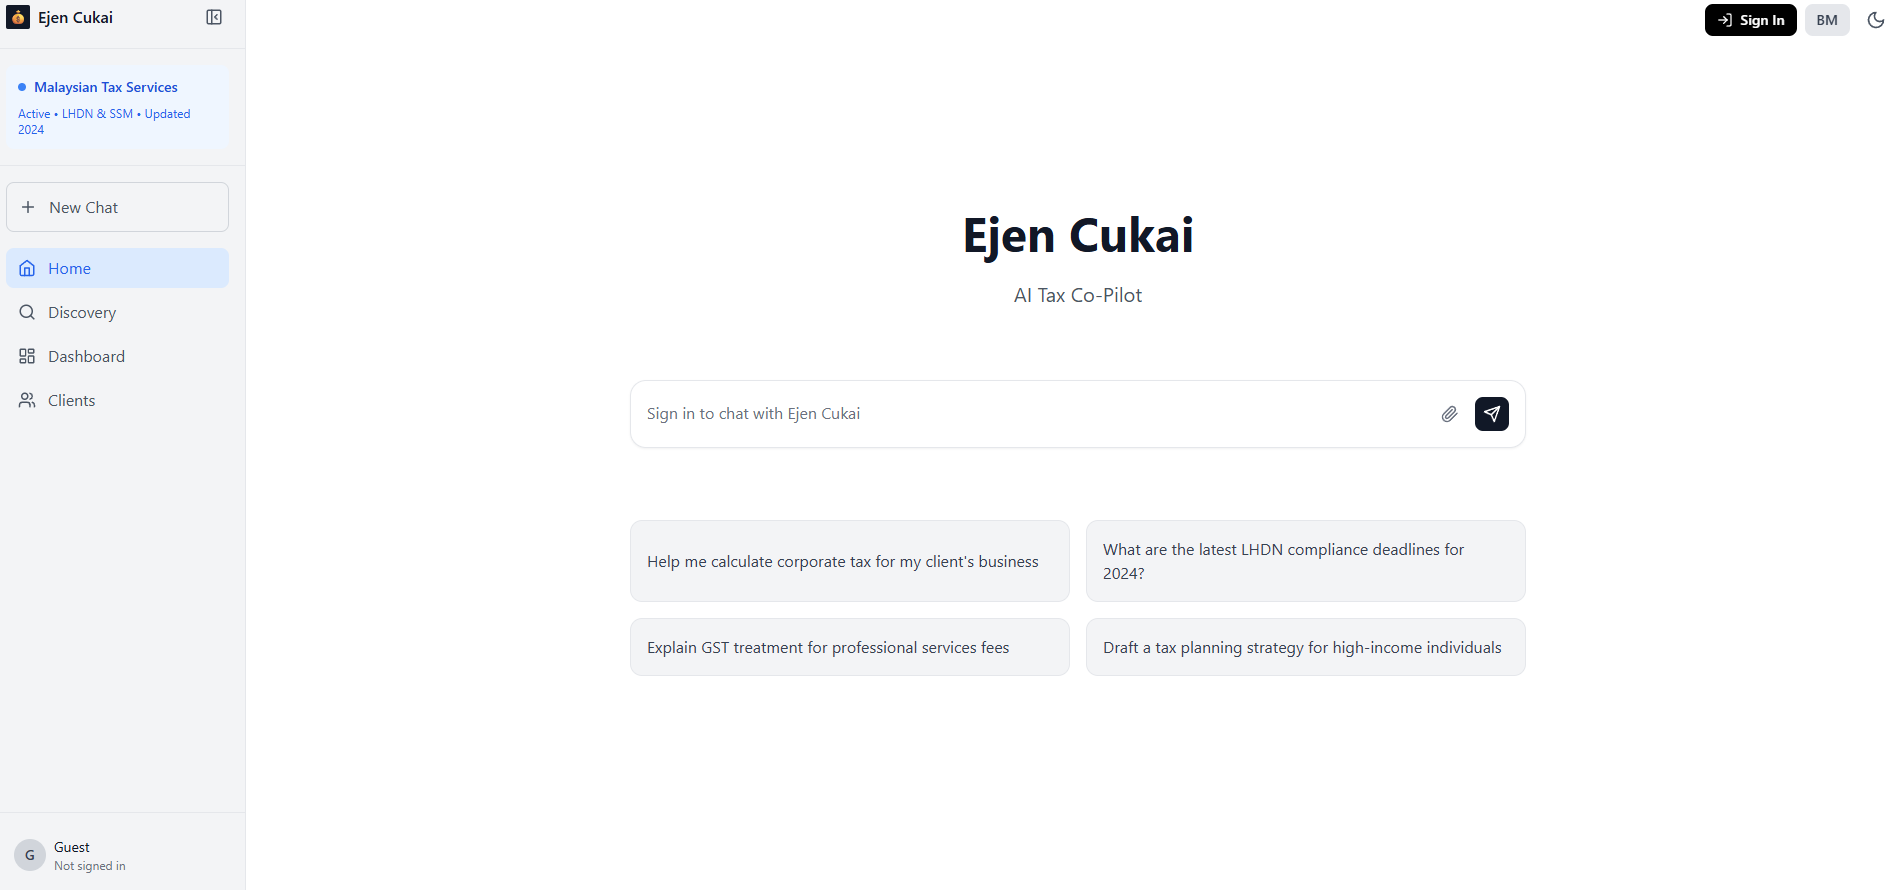 Ejen Cukai
Malaysian Tax Services
Active • LHDN & SSM • Updated
2024
New Chat
Home
Discovery
Dashboard
Clients
Guest
G
Not signed in
Sign In
BM
Ejen Cukai
AI Tax Co-Pilot
Sign in to chat with Ejen Cukai
Help me calculate corporate tax for my client's business
What are the latest LHDN compliance deadlines for
2024?
Explain GST treatment for professional services fees
Draft a tax planning strategy for high-income individuals